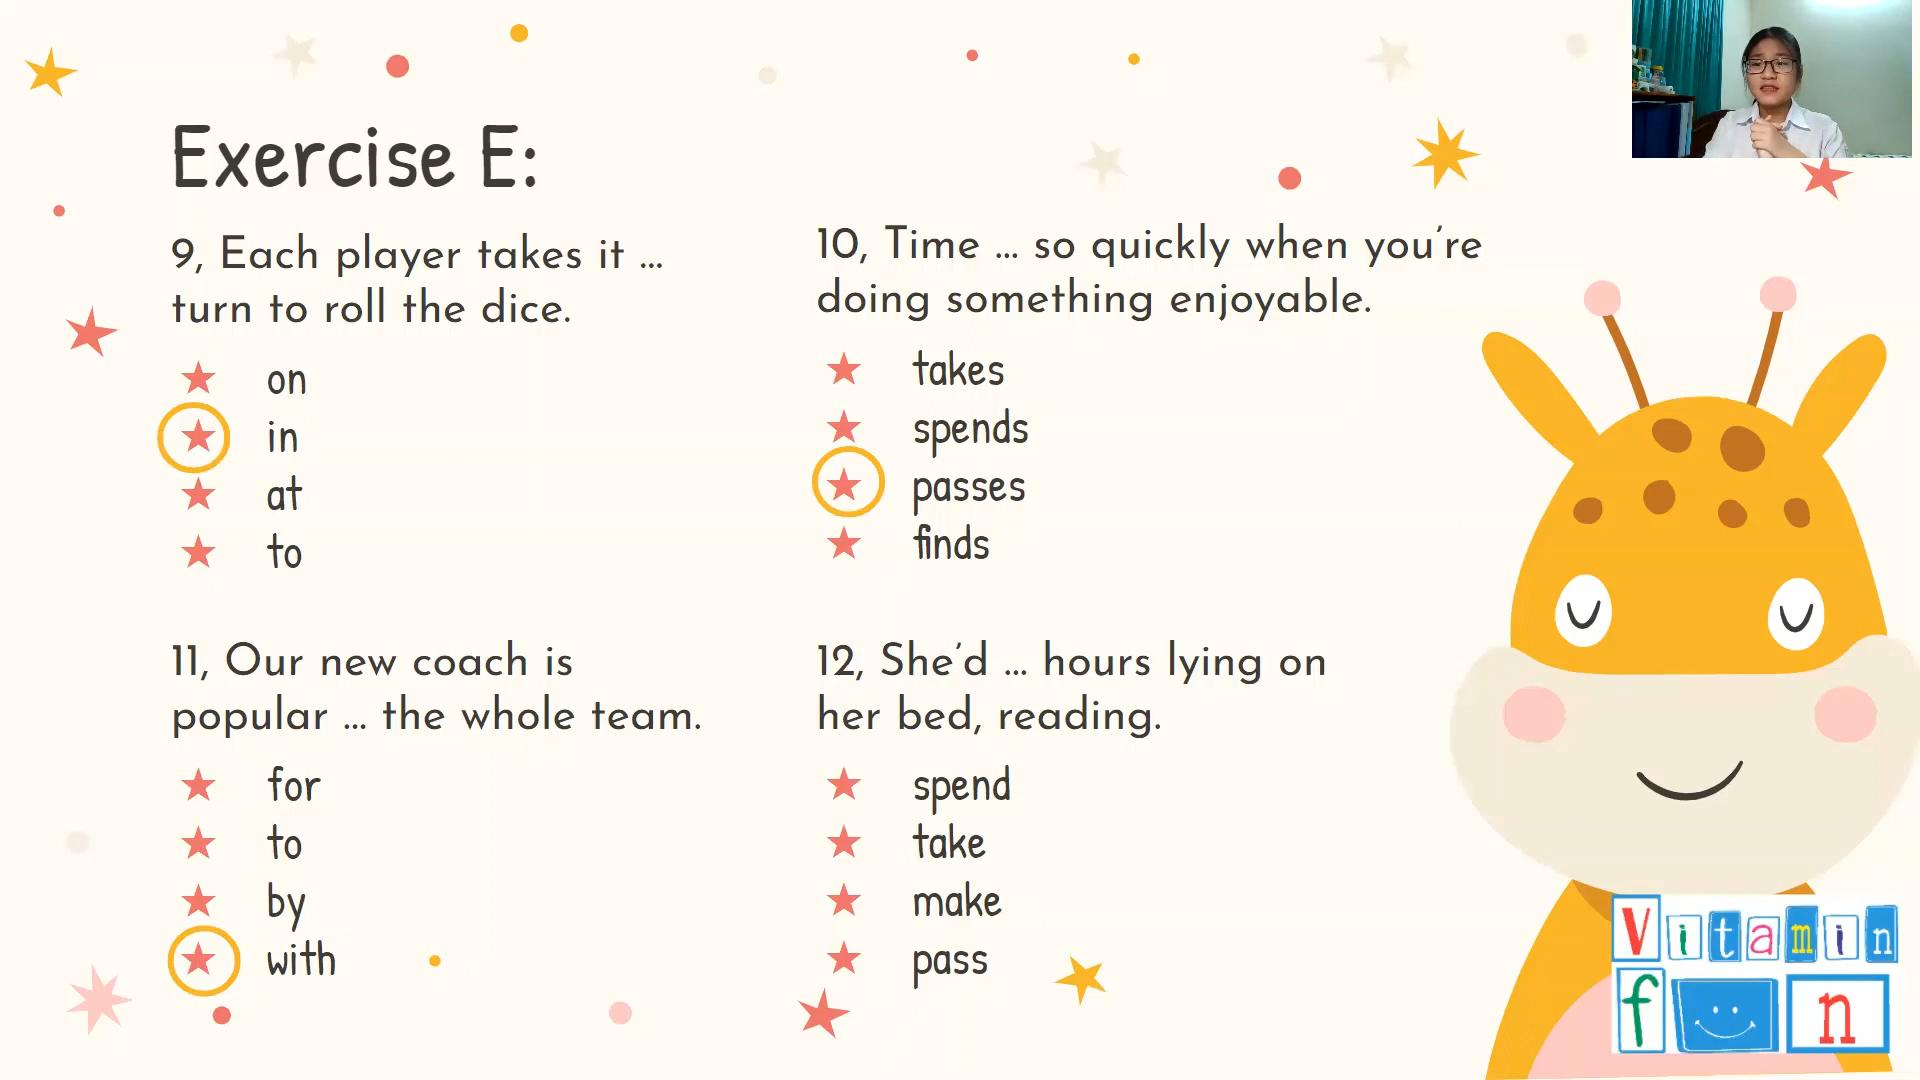 Exercise E:
9, Each player takes it ...
turn to roll the dice.
on
in
at
to
10, Time ... so quickly when you're
doing something enjoyable.
takes
spends
passes
finds
11, Our new coach is
popular ... the whole team.
for
to
by
with
12, She'd ... hours lying on
her bed, reading.
spend
take
make
pass
Vitamin
f n